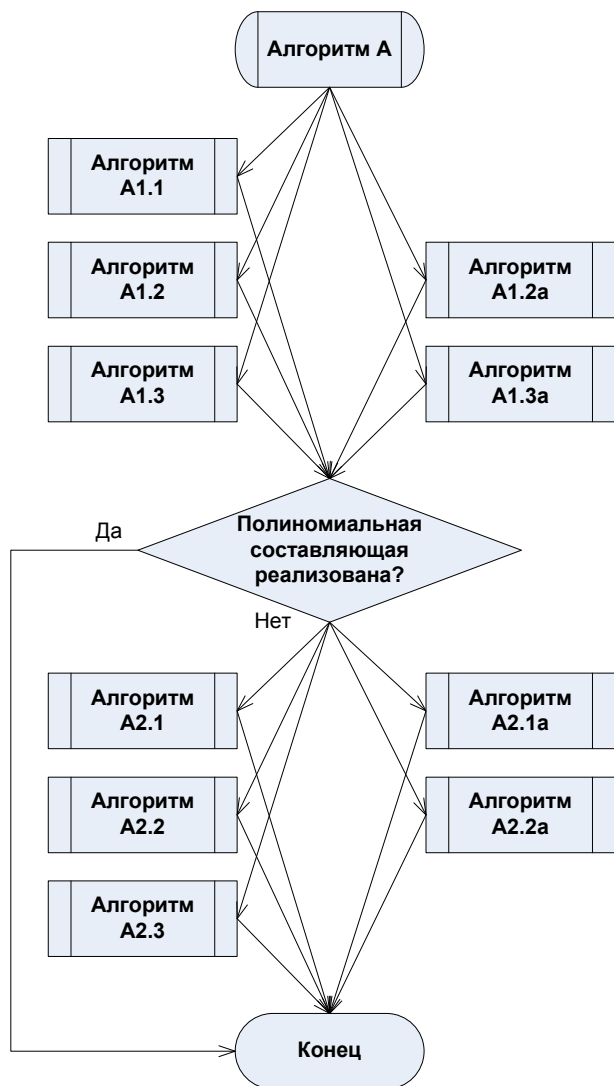 Алгоритм А
Алгоритм
А1.1
Алгоритм
А1.2
Алгоритм
А1.2а
Алгоритм
А1.3
Алгоритм
А1.3а
Да
Полиномиальная
составляющая
реализована?
Нет
Алгоритм
А2.1
Алгоритм
А2.1а
Алгоритм
А2.2
Алгоритм
А2.2а
Алгоритм
А2.3
Конец